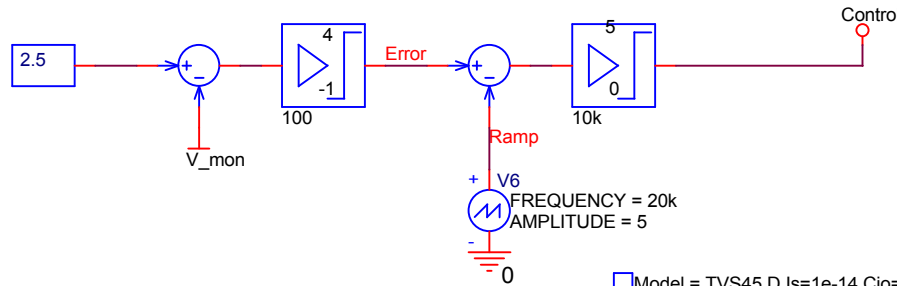 Contro
2.5
4
-1
100
Error
5
0
10k
V_mon
Ramp
V6
FREQUENCY = 20k
AMPLITUDE = 5
0
Model = TVS45 D Is=1e-14 Cjo=